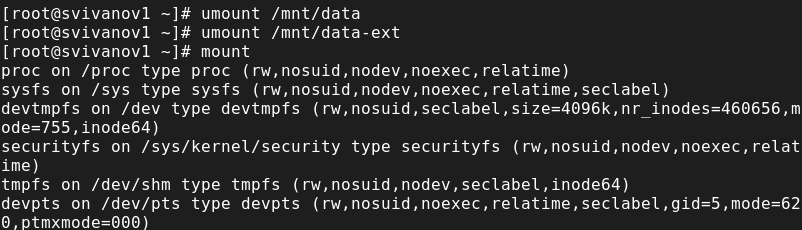 [root@svivanov1 ~]# umount /mnt/data
[root@svivanov1 ~]# umount /mnt/data-ext
[root@svivanov1 ~]# mount
proc on /proc type proc (rw,nosuid,nodev,noexec,relatime)
sysfs on /sys type sysfs (rw,nosuid,nodev,noexec,relatime,seclabel)
devtmpfs on /dev type devtmpfs (rw,nosuid,seclabel,size=4096k,nr_inodes=460656,m
ode=755,inode64)
securityfs on /sys/kernel/security type securityfs (rw,nosuid,nodev,noexec,relat
ime)
tmpfs on /dev/shm type tmpfs (rw,nosuid,nodev,seclabel,inode64)
devpts on /dev/pts type devpts (rw,nosuid,noexec,relatime,seclabel,gid=5,mode=62
0,ptmxmode=000)